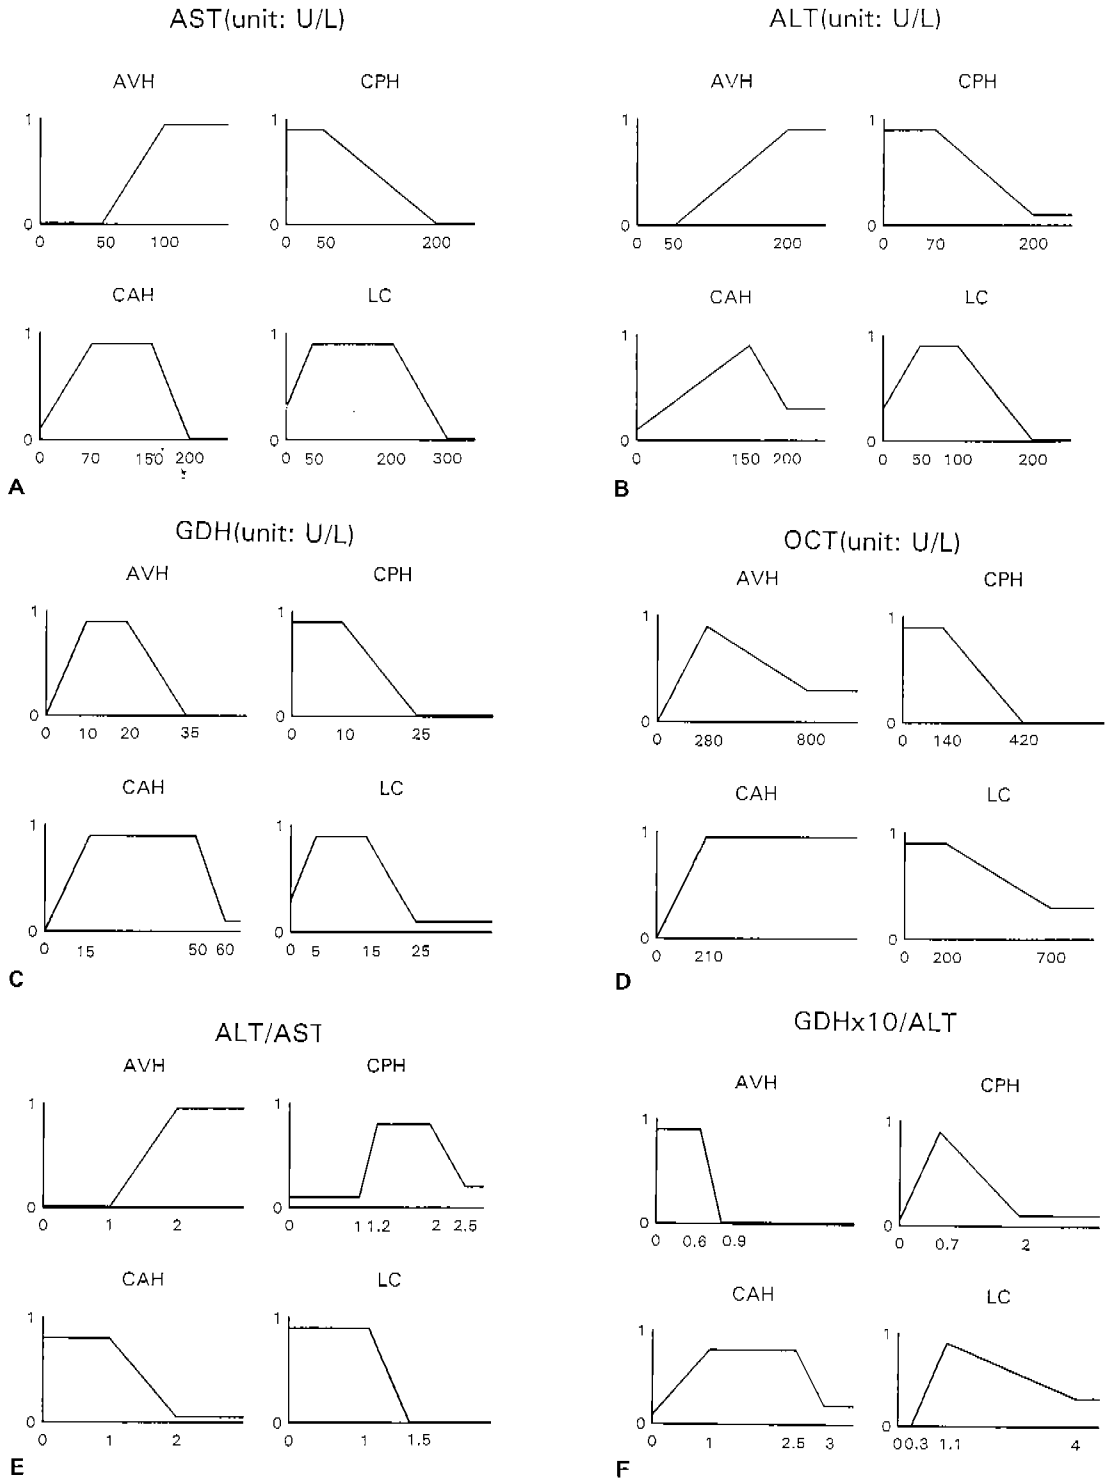 AST(unit: U/L)
AVH
1
0
0 50 100
CPH
1
0
0 50 200
CAH
1
0
0 70 150 200
LC
1
0
0 50 200 300
A
ALT(unit: U/L)
AVH
1
0
0 50 200
CPH
1
0
0 70 200
CAH
1
0
0 150 200
LC
1
0
0 50 100 200
B
GDH(unit: U/L)
AVH
1
0
0 10 20 35
CPH
1
0
0 10 25
CAH
1
0
0 15 50 60
LC
1
0
0 5 15 25
C
OCT(unit: U/L)
AVH
1
0
0 280 800
CPH
1
0
0 140 420
CAH
1
0
0 210
LC
1
0
0 200 700
D
ALT/AST
AVH
1
0
0 1 2
CPH
1
0
0 1 1.2 2 2.5
CAH
1
0
0 1 2
LC
1
0
0 1 1.5
E
GDHx10/ALT
AVH
1
0
0 0.6 0.9
CPH
1
0
0 0.7 2
CAH
1
0
0 1 2.5 3
LC
1
0
0 0.3 1.1 4
F